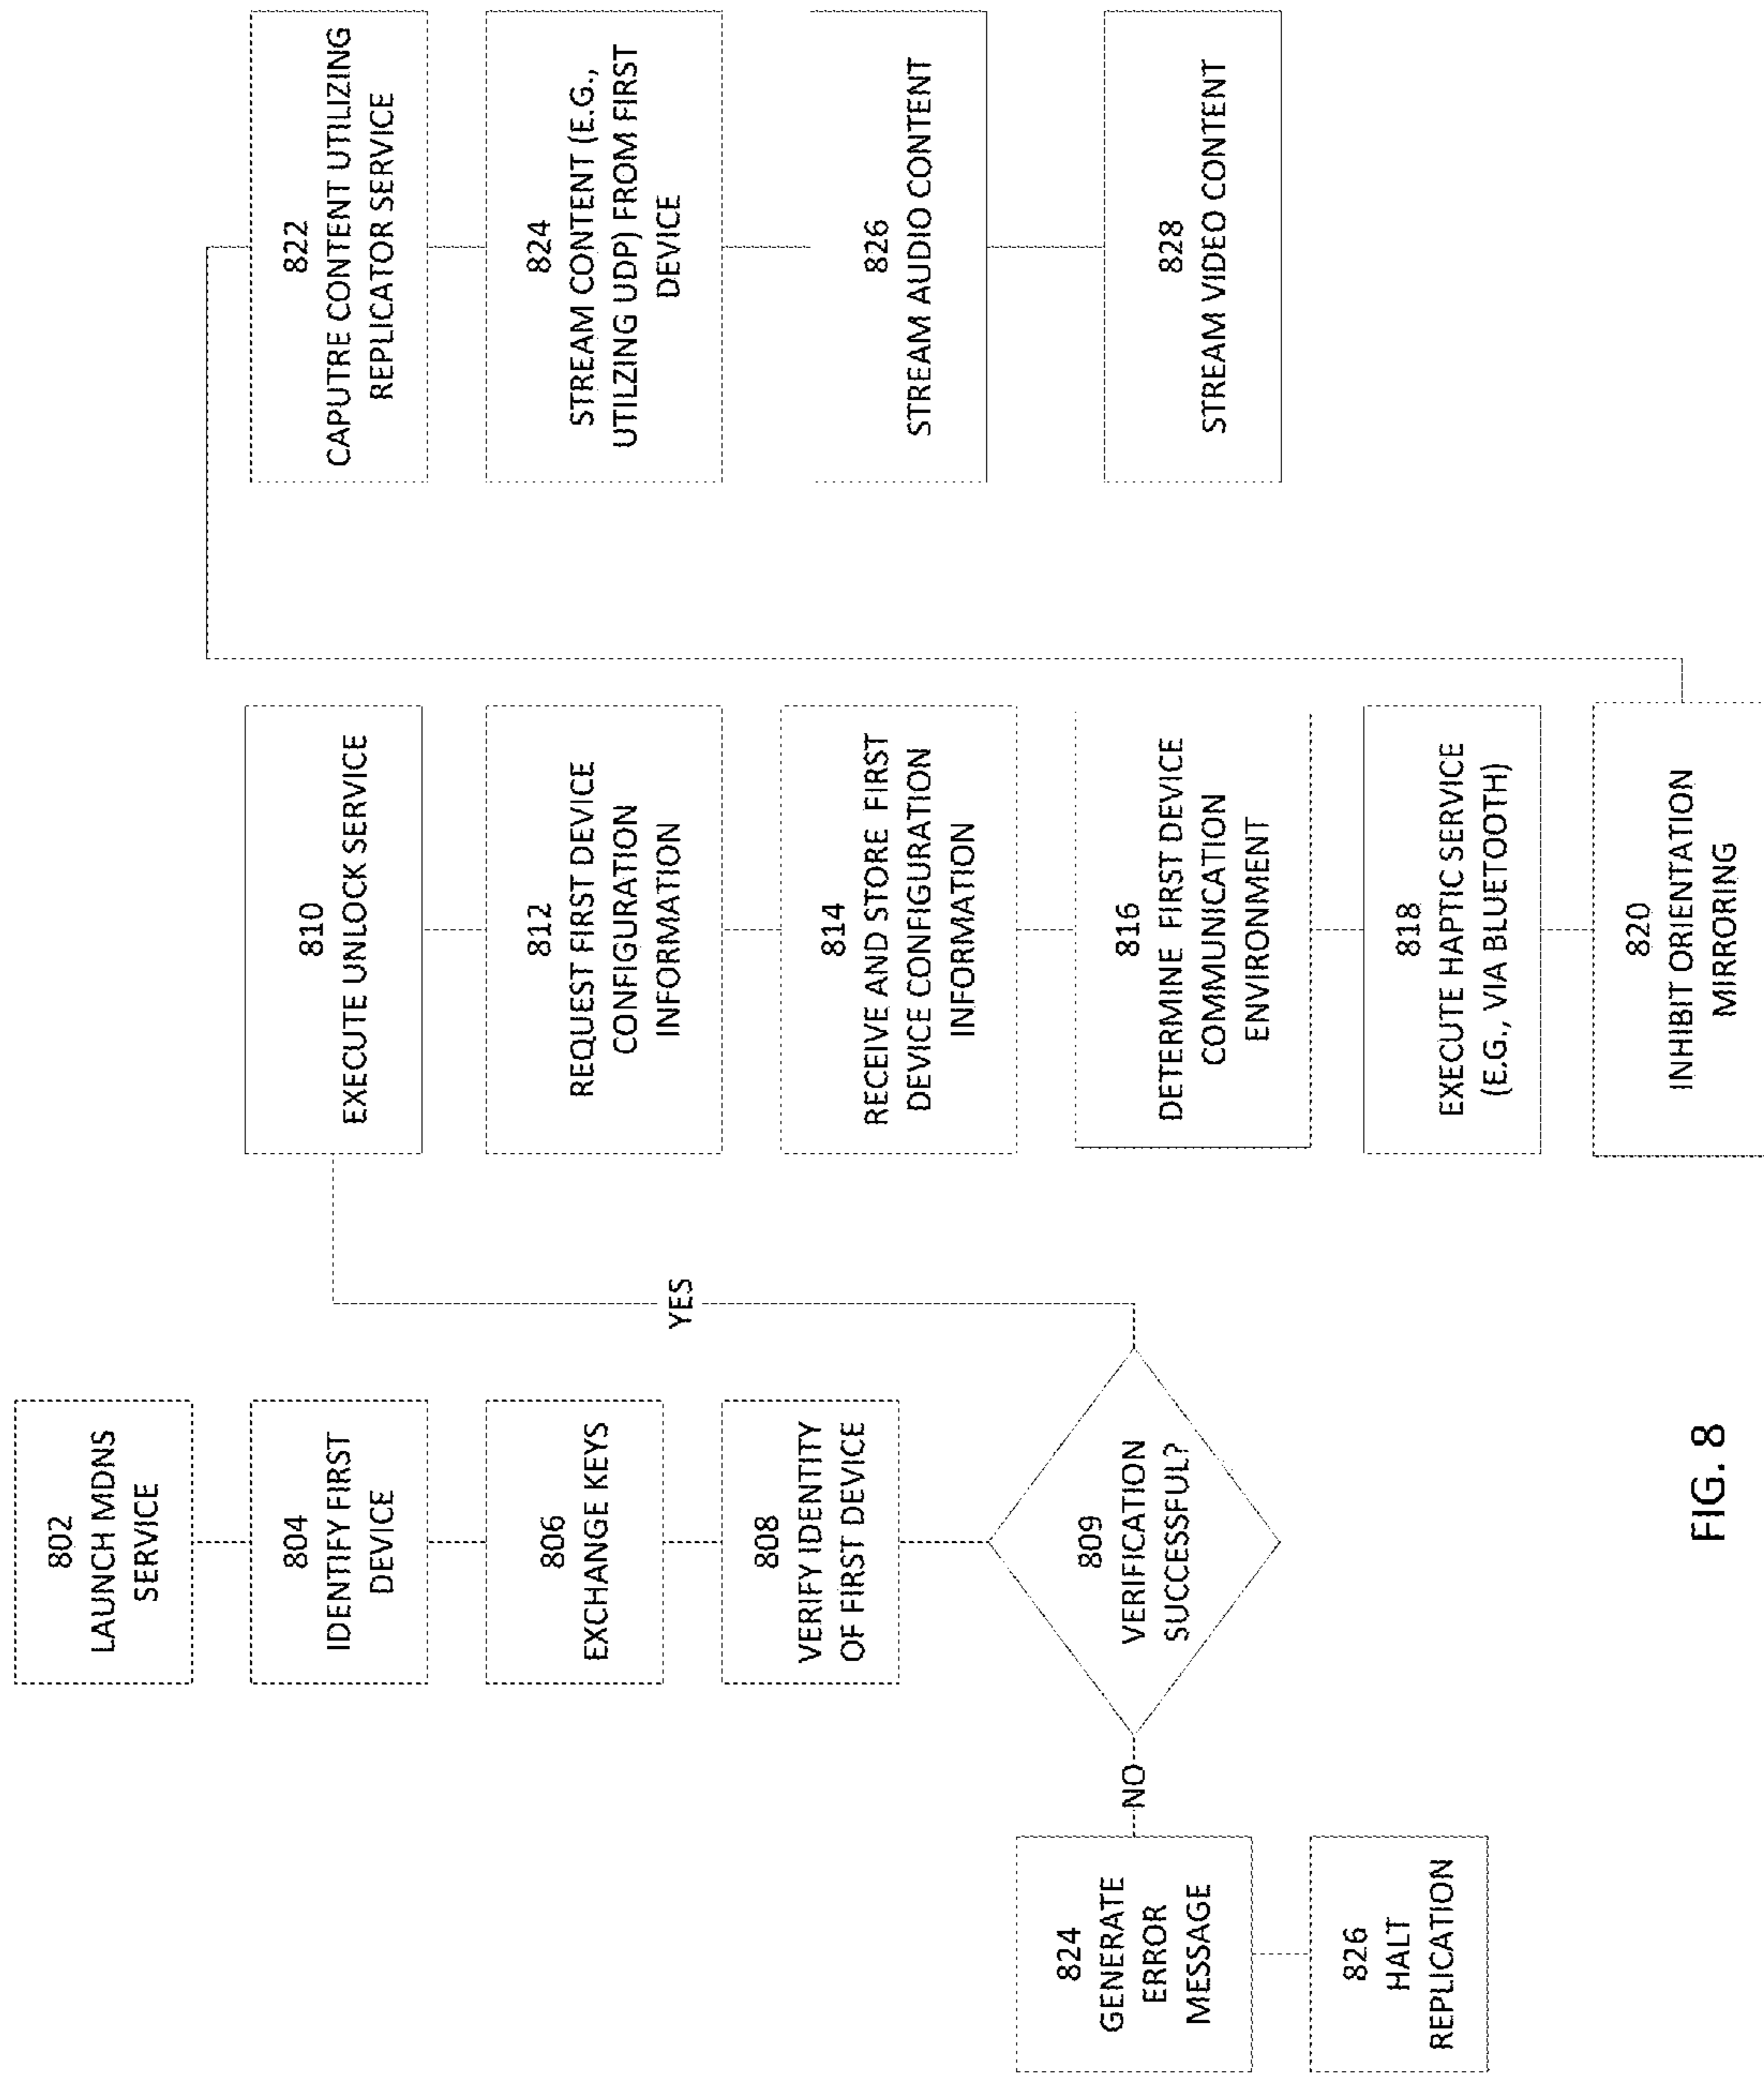 802
LAUNCH MDNS
SERVICE
804
IDENTIFY FIRST
DEVICE
806
EXCHANGE KEYS
808
VERIFY IDENTITY
OF FIRST DEVICE
809
VERIFICATION
SUCCESSFUL?
NO
824
GENERATE
ERROR
MESSAGE
826
HALT
REPLICATION
YES
810
EXECUTE UNLOCK SERVICE
812
REQUEST FIRST DEVICE
CONFIGURATION
INFORMATION
814
RECEIVE AND STORE FIRST
DEVICE CONFIGURATION
INFORMATION
816
DETERMINE FIRST DEVICE
COMMUNICATION
ENVIRONMENT
818
EXECUTE HAPTIC SERVICE
(E.G., VIA BLUETOOTH)
820
INHIBIT ORIENTATION
MIRRORING
822
CAPUTRE CONTENT UTILIZING
REPLICATOR SERVICE
824
STREAM CONTENT (E.G.,
UTILZING UDP) FROM FIRST
DEVICE
826
STREAM AUDIO CONTENT
828
STREAM VIDEO CONTENT
FIG. 8